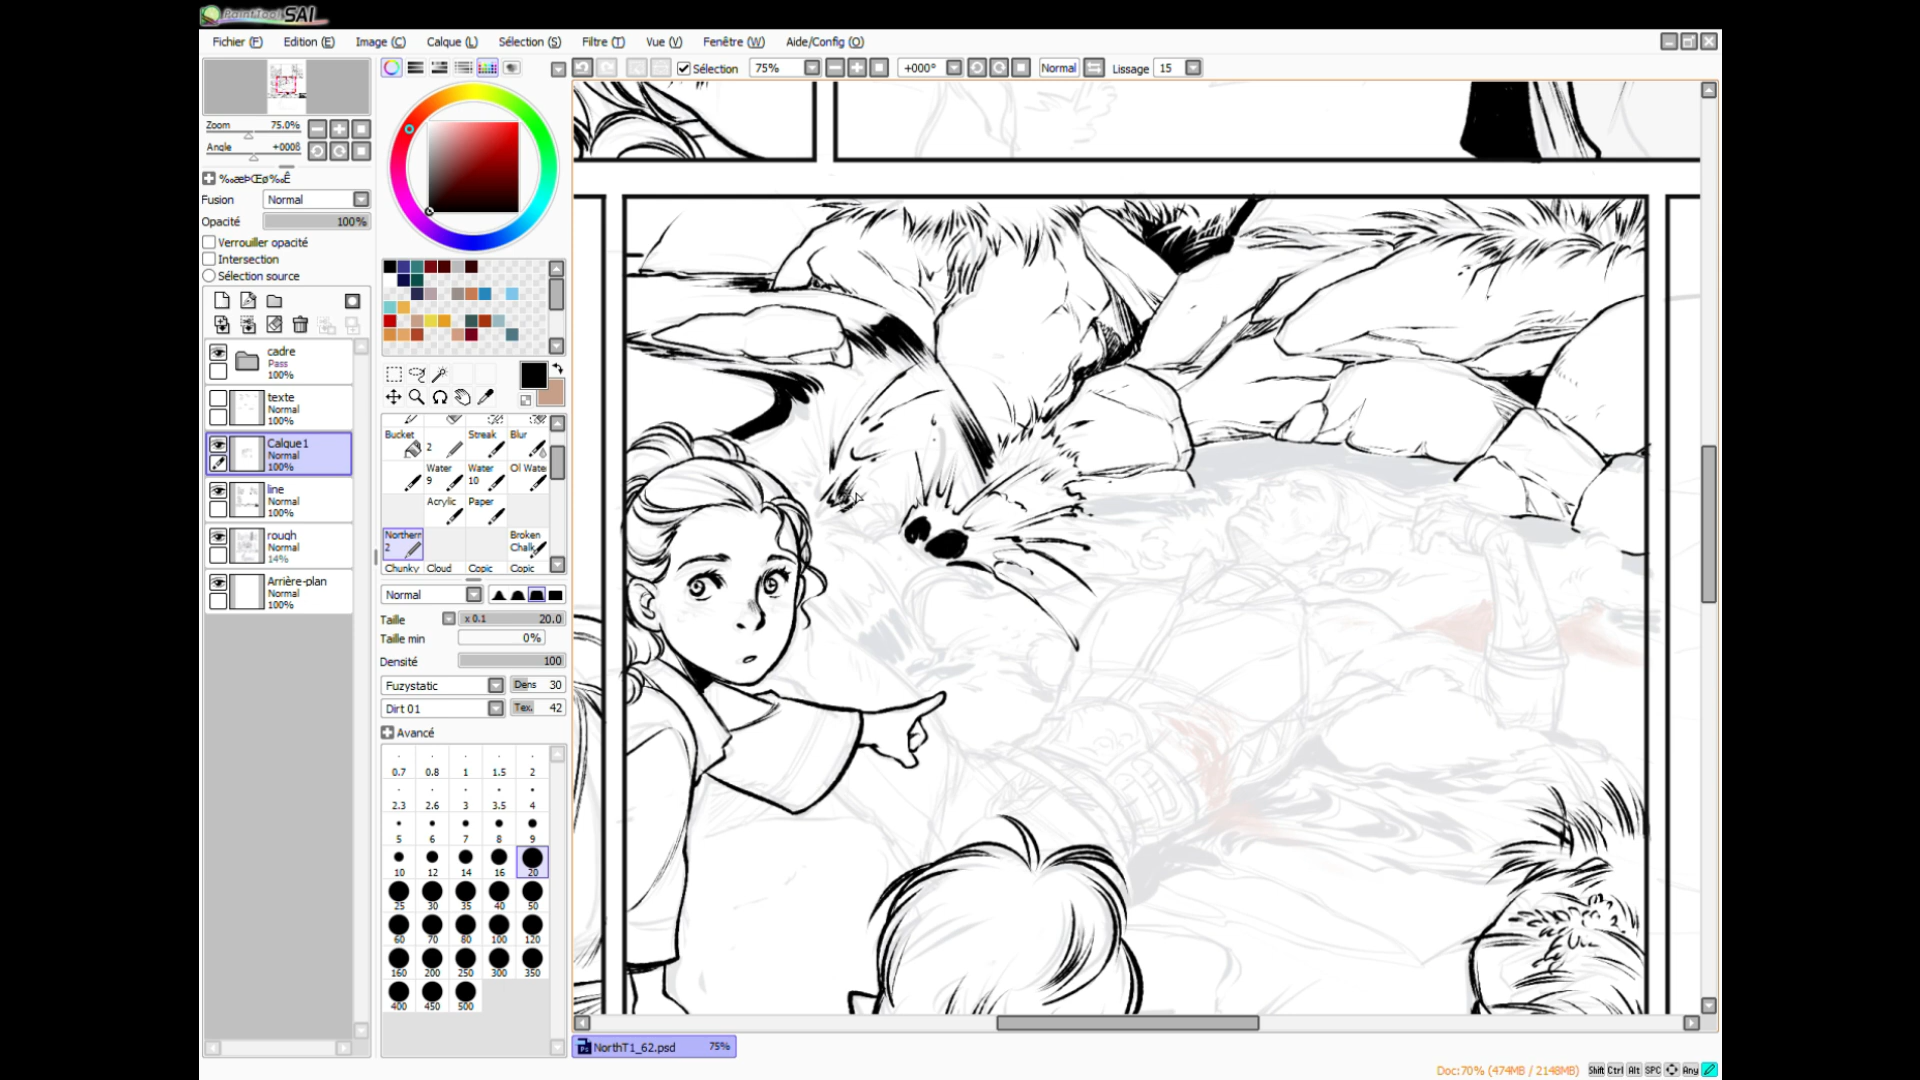 PaintTool SAI
Fichier (F) Edition (E) Image (C) Calque (L) Sélection (S) Filtre (T) Vue (V) Fenêtre (W) Aide/Config (O)
Sélection 75% +000° Normal Lissage 15
Zoom 75.0%
Angle +000ß
‰æ‚ÞŒø‰Ê
Fusion Normal
Opacité 100%
Verrouiller opacité
Intersection
Sélection source
cadre
Pass
100%
texte
Normal
100%
Calque1
Normal
100%
line
Normal
100%
rough
Normal
14%
Arrière-plan
Normal
100%
Bucket 2 Streak Blur
Water 9 Water 10 Ol Wate
Acrylic Paper
Northern 2 Broken Chalk
Chunky Cloud Copic Copic
Normal
Taille x 0.1 20.0
Taille min 0%
Densité 100
Fuzystatic Dens 30
Dirt 01 Tex. 42
Avancé
0.7 0.8 1 1.5 2
2.3 2.6 3 3.5 4
5 6 7 8 9
10 12 14 16 20
25 30 35 40 50
60 70 80 100 120
160 200 250 300 350
400 450 500
NorthT1_62.psd 75%
Doc:70% (474MB / 2148MB) Shift Ctrl Alt SPC Any